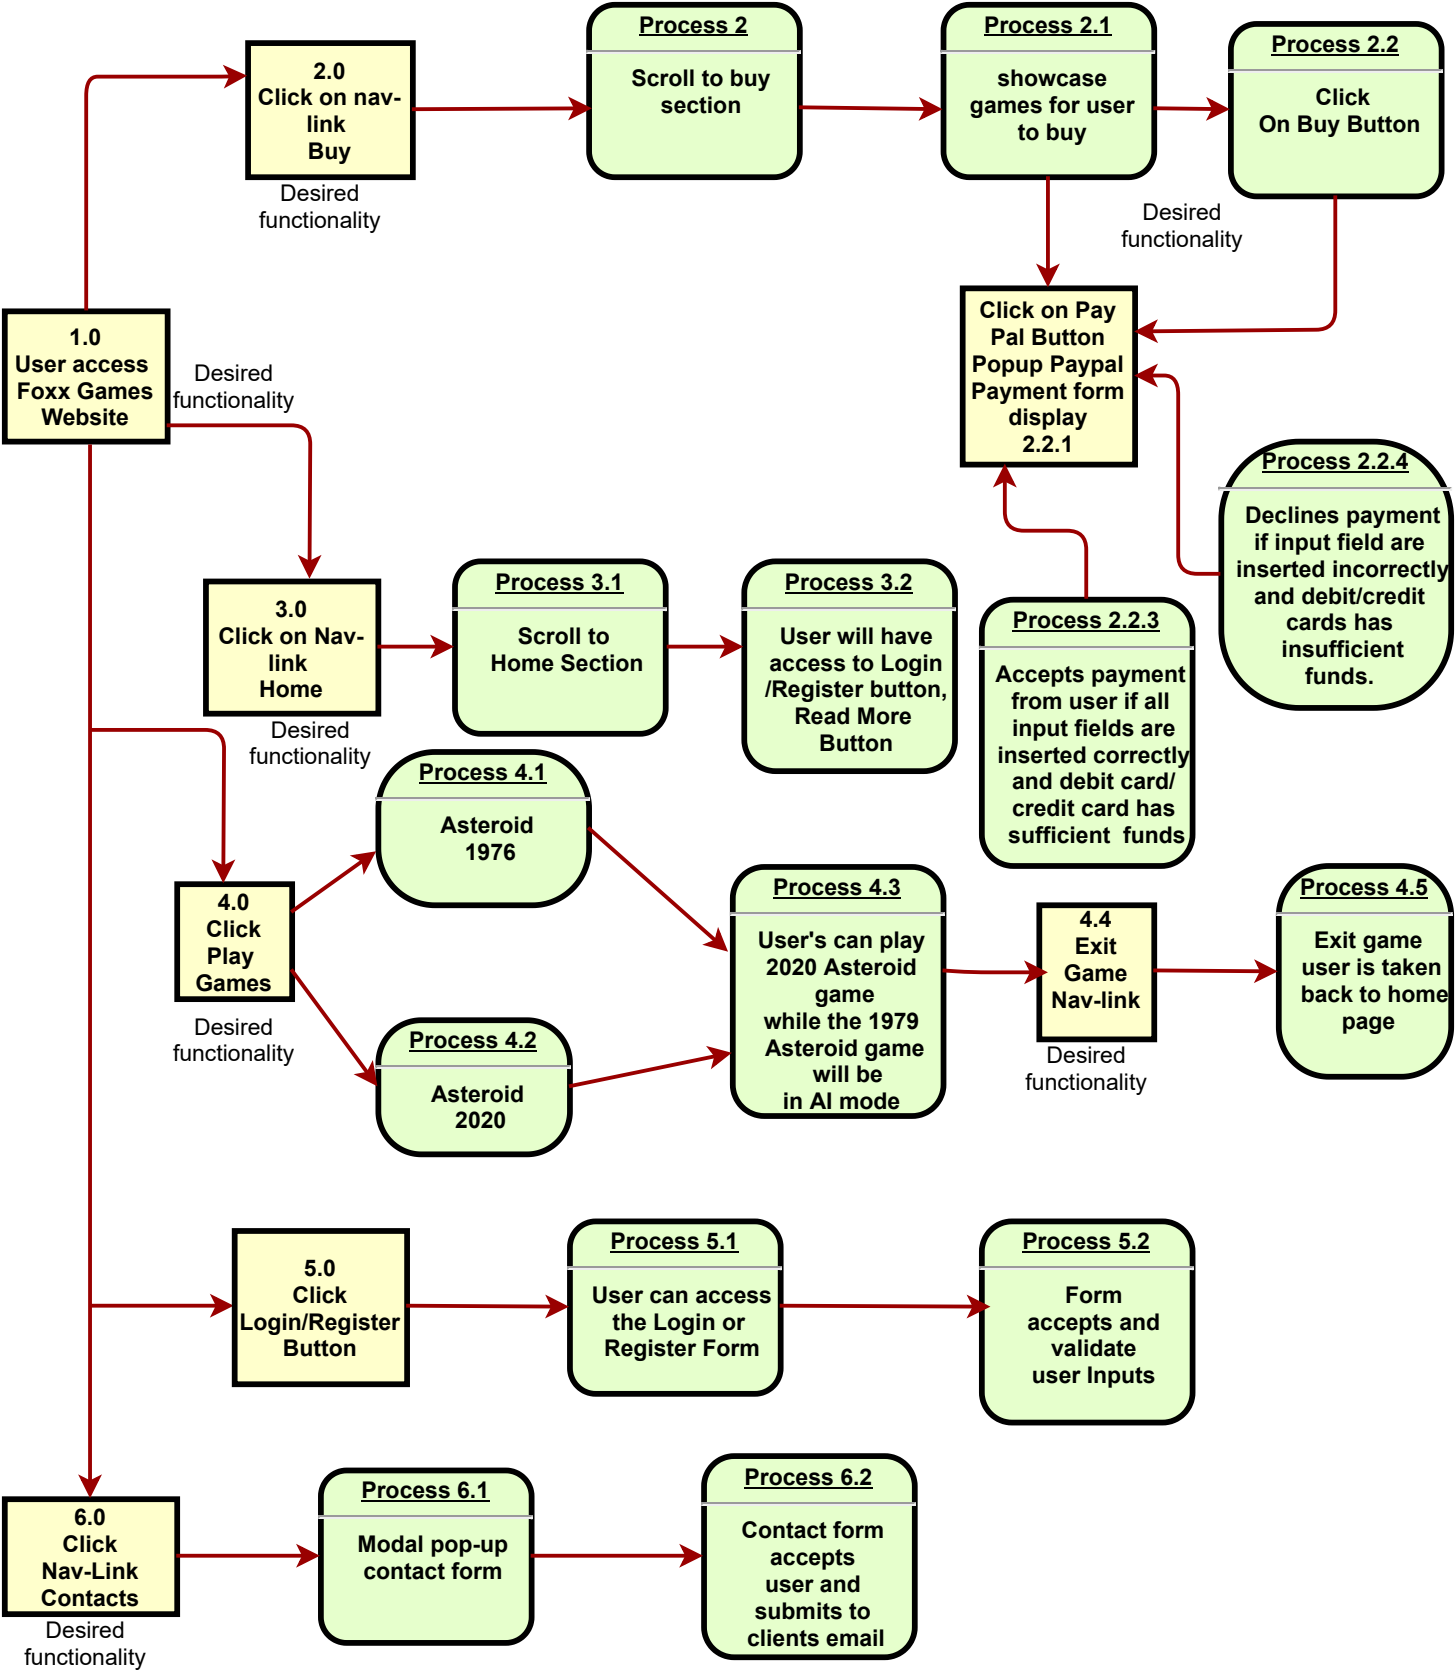 Process 2
Scroll to buy
section
Process 2.1
showcase
games for user
to buy
Process 2.2
Click
On Buy Button
2.0
Click on nav-
link
Buy
Desired
functionality
Desired
functionality
1.0
User access
Foxx Games
Website
Desired
functionality
Click on Pay
Pal Button
Popup Paypal
Payment form
display
2.2.1
Process 2.2.4
Declines payment
if input field are
inserted incorrectly
and debit/credit
cards has
insufficient
funds.
3.0
Click on Nav-
link
Home
Desired
functionality
Process 3.1
Scroll to
Home Section
Process 3.2
User will have
access to Login
/Register button,
Read More
Button
Process 2.2.3
Accepts payment
from user if all
input fields are
inserted correctly
and debit card/
credit card has
sufficient funds
Process 4.1
Asteroid
1976
4.0
Click
Play
Games
Desired
functionality
Process 4.2
Asteroid
2020
Process 4.3
User's can play
2020 Asteroid
game
while the 1979
Asteroid game
will be
in AI mode
4.4
Exit
Game
Nav-link
Desired
functionality
Process 4.5
Exit game
user is taken
back to home
page
5.0
Click
Login/Register
Button
Process 5.1
User can access
the Login or
Register Form
Process 5.2
Form
accepts and
validate
user Inputs
6.0
Click
Nav-Link
Contacts
Desired
functionality
Process 6.1
Modal pop-up
contact form
Process 6.2
Contact form
accepts
user and
submits to
clients email